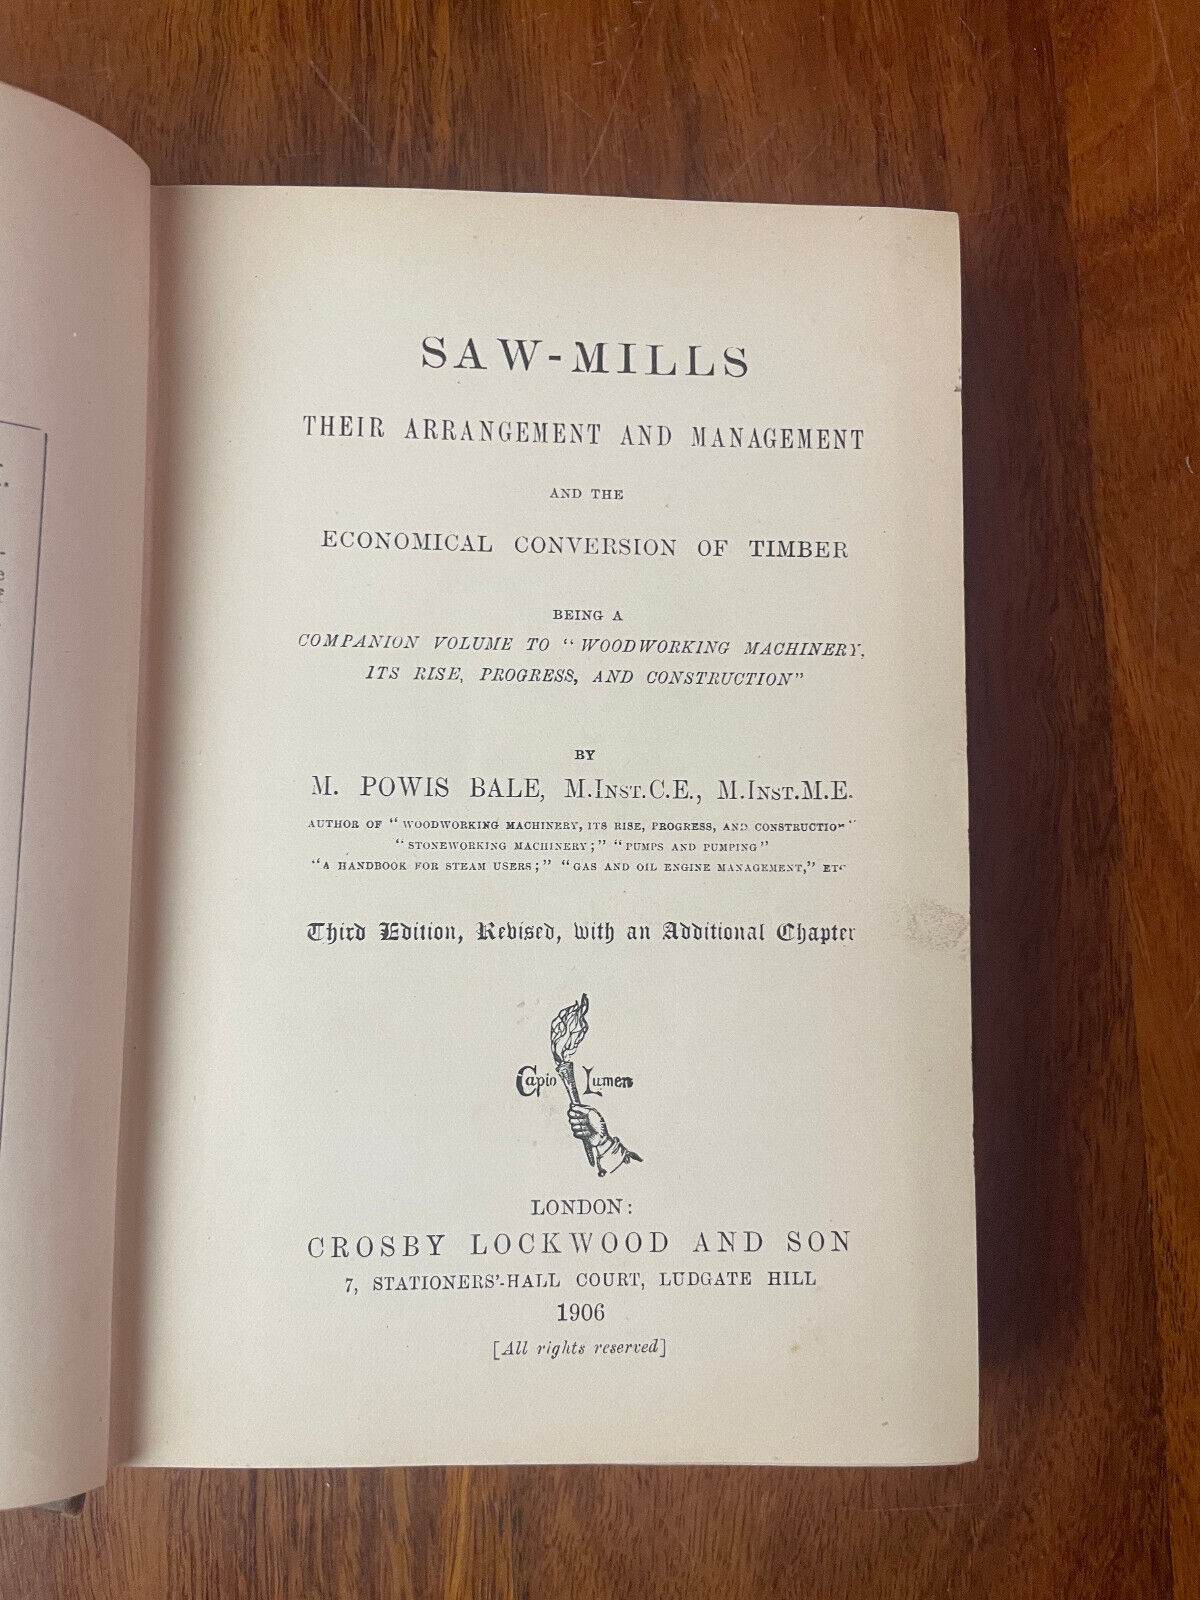 SAW-MILLS
THEIR ARRANGEMENT AND MANAGEMENT
AND THE
ECONOMICAL CONVERSION OF TIMBER
BEING A
COMPANION VOLUME TO "WOODWORKING MACHINERY,
ITS RISE, PROGRESS, AND CONSTRUCTION"
BY
M. POWIS BALE, M.INST.C.E., M.INST.M.E.
AUTHOR OF "WOODWORKING MACHINERY, ITS RISE, PROGRESS, AND CONSTRUCTION"
"STONEWORKING MACHINERY;" "PUMPS AND PUMPING"
"A HANDBOOK FOR STEAM USERS;" "GAS AND OIL ENGINE MANAGEMENT," ETC
Third Edition, Revised, with an Additional Chapter
Capio Lumen
LONDON:
CROSBY LOCKWOOD AND SON
7, STATIONERS'-HALL COURT, LUDGATE HILL
1906
[All rights reserved]